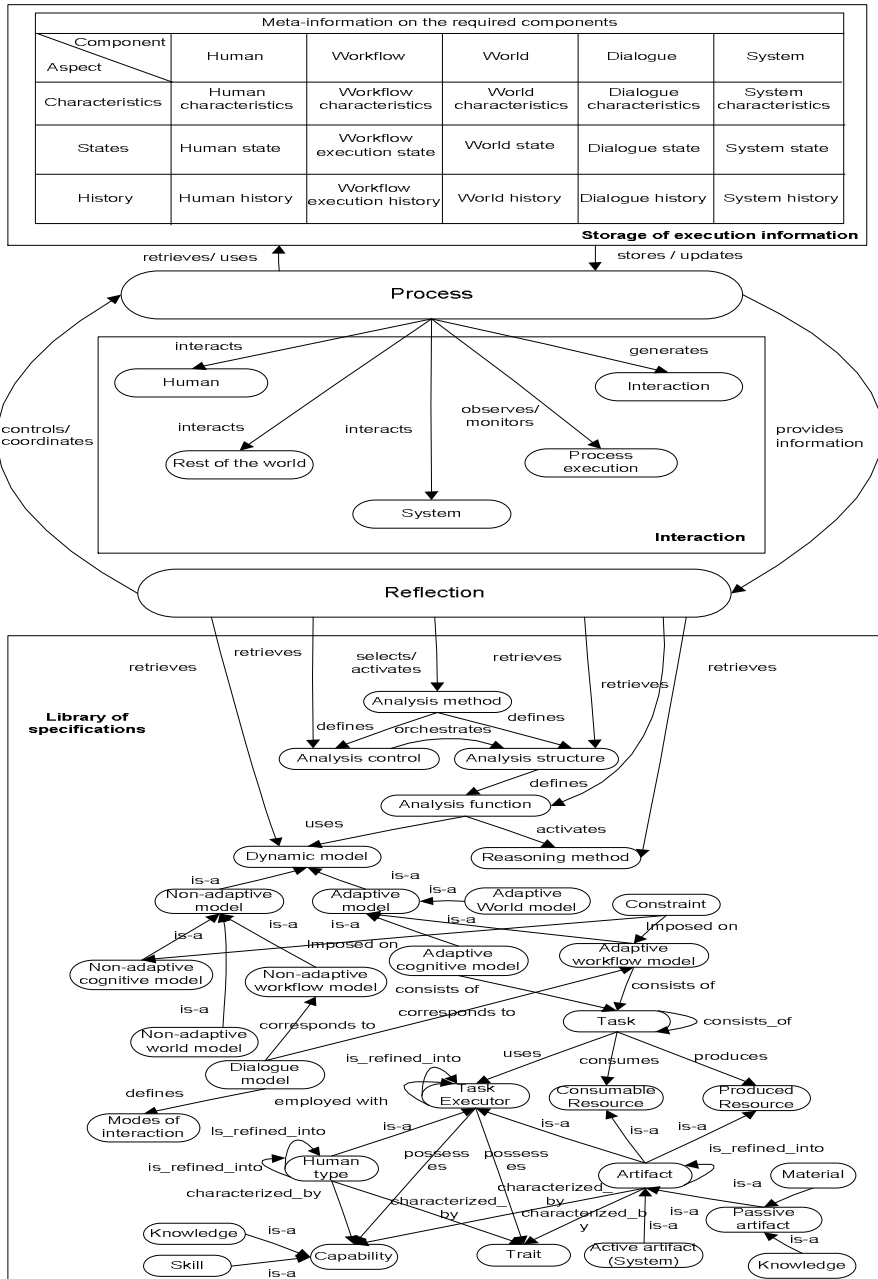 Meta-information on the required components
Component
Aspect
Human
Workflow
World
Dialogue
System
Characteristics
Human
characteristics
Workflow
characteristics
World
characteristics
Dialogue
characteristics
System
characteristics
States
Human state
Workflow
execution state
World state
Dialogue state
System state
History
Human history
Workflow
execution history
World history
Dialogue history
System history
Storage of execution information
retrieves/ uses
stores / updates
Process
interacts
generates
Human
Interaction
controls/
coordinates
interacts
interacts
observes/
monitors
provides
information
Rest of the world
Process
execution
System
Interaction
Reflection
retrieves
retrieves
selects/
activates
retrieves
retrieves
retrieves
Library of
specifications
Analysis method
defines
orchestrates
defines
Analysis control
Analysis structure
defines
Analysis function
uses
activates
Dynamic model
Reasoning method
is-a
is-a
is-a
Non-adaptive
model
Adaptive
model
Adaptive
World model
Constraint
is-a
is-a
is-a
is-a
Imposed on
Imposed on
Non-adaptive
cognitive model
Non-adaptive
workflow model
Adaptive
cognitive model
Adaptive
workflow model
consists of
consists of
is-a
corresponds to
corresponds to
Task
consists_of
Non-adaptive
world model
Dialogue
model
is_refined_into
uses
consumes
produces
defines
employed with
Task
Executor
Consumable
Resource
Produced
Resource
Modes of
interaction
Is_refined_into
is-a
possess
es
possess
es
is-a
is-a
is-a
is_refined_into
is_refined_into
Human
type
Artifact
Material
characterized_by
characterized_
by
characterized_
by
characterized_b
y
is-a
is-a
is-a
Passive
artifact
Knowledge
is-a
is-a
Skill
is-a
Capability
Trait
Active artifact
(System)
Knowledge